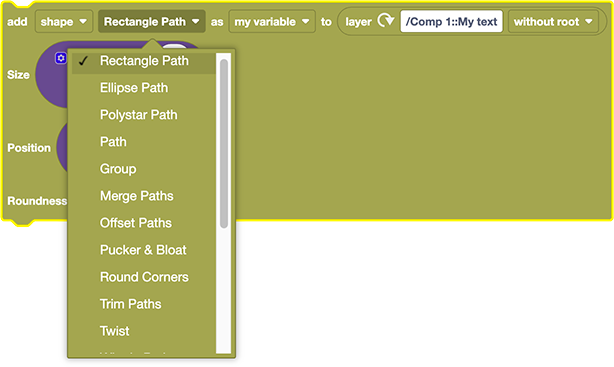 add shape Rectangle Path as my variable to layer /Comp 1::My text without root
Size
Position
Roundness
✓ Rectangle Path
Ellipse Path
Polystar Path
Path
Group
Merge Paths
Offset Paths
Pucker & Bloat
Round Corners
Trim Paths
Twist